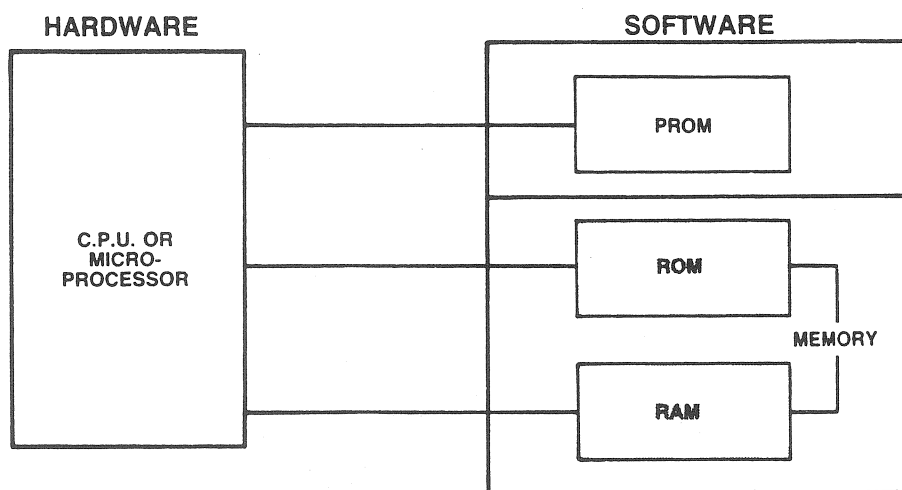 HARDWARE
SOFTWARE
PROM
C.P.U. OR
MICRO-
PROCESSOR
ROM
MEMORY
RAM